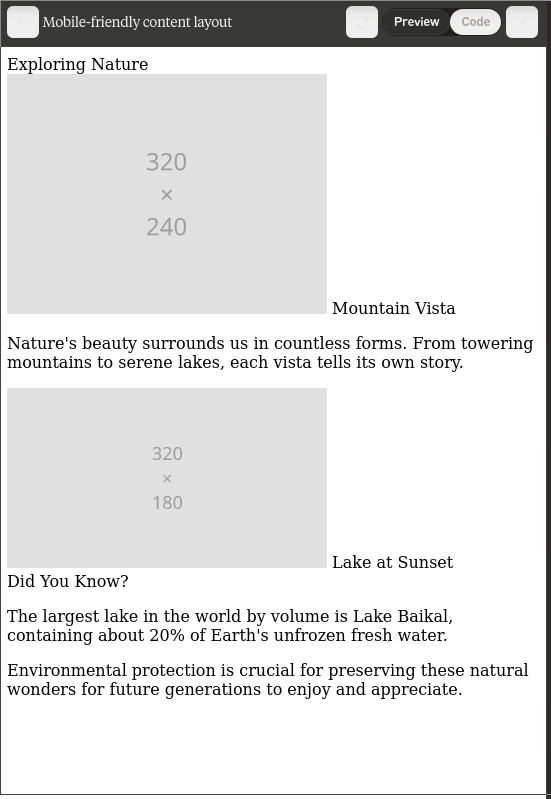 Mobile-friendly content layout
Preview
Code
Exploring Nature
320
×
240
Mountain Vista
Nature's beauty surrounds us in countless forms. From towering
mountains to serene lakes, each vista tells its own story.
320
×
180
Lake at Sunset
Did You Know?
The largest lake in the world by volume is Lake Baikal,
containing about 20% of Earth's unfrozen fresh water.
Environmental protection is crucial for preserving these natural
wonders for future generations to enjoy and appreciate.